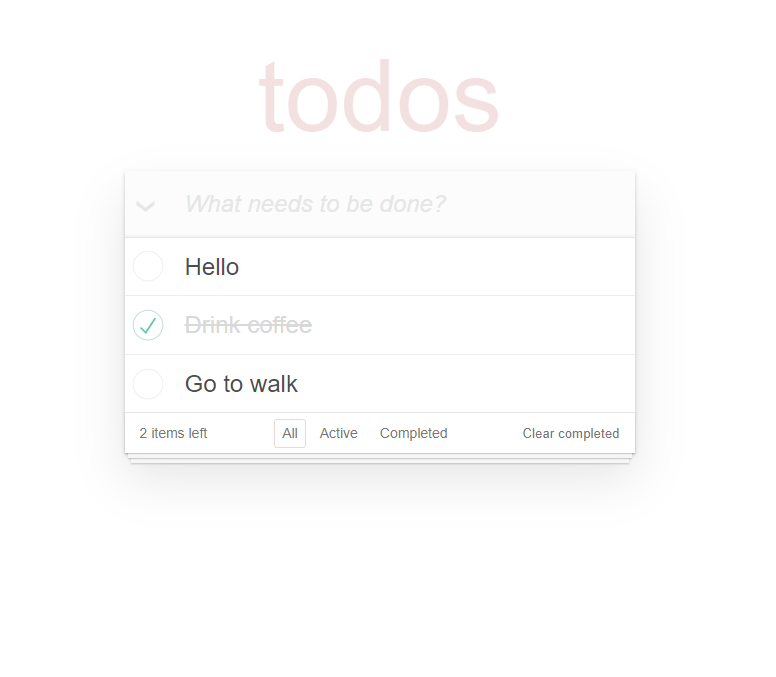 todos
What needs to be done?
Hello
Drink coffee
Go to walk
2 items left All Active Completed Clear completed